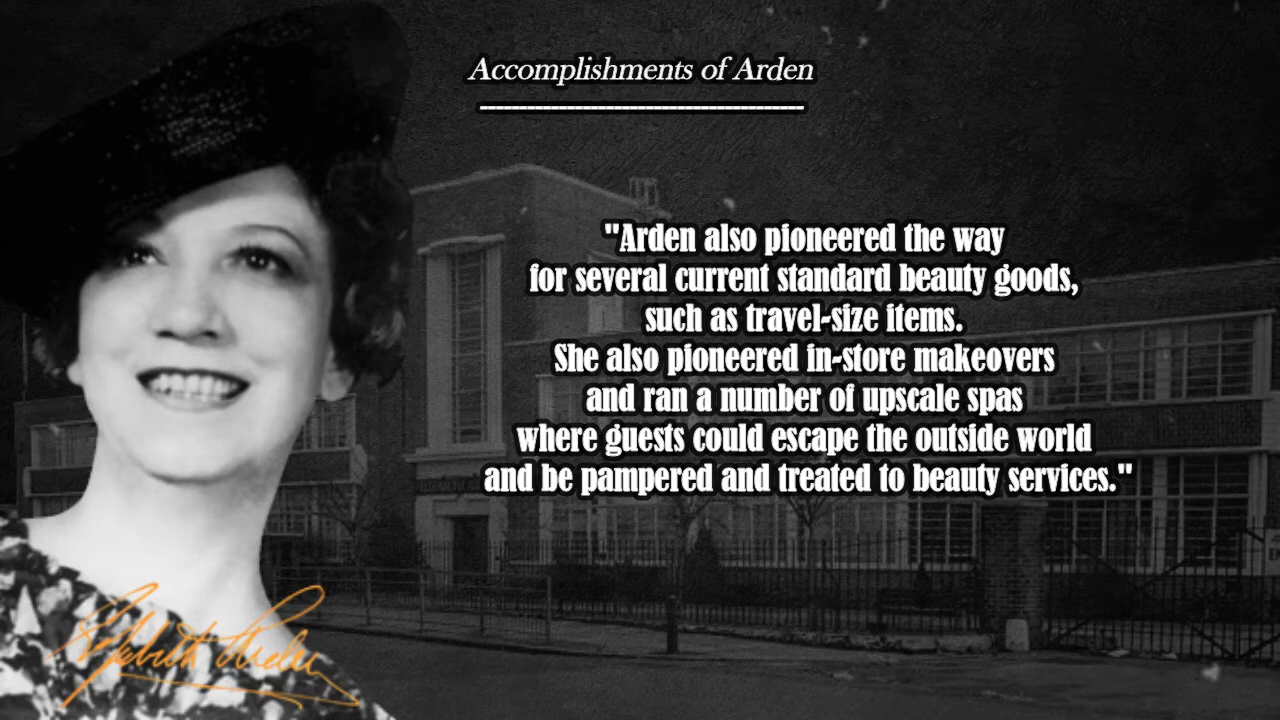 Accomplishments of Arden
"Arden also pioneered the way
for several current standard beauty goods,
such as travel-size items.
She also pioneered in-store makeovers
and ran a number of upscale spas
where guests could escape the outside world
and be pampered and treated to beauty services."
Elizabeth Arden